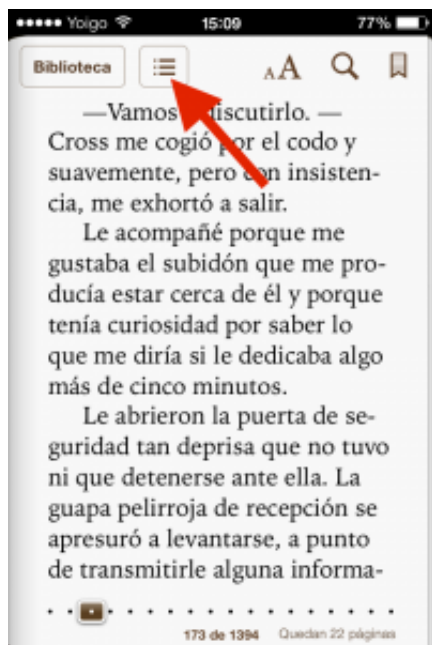 Yoigo 15:09 77%
Biblioteca AA
—Vamos discutirlo. —
Cross me cogió por el codo y
suavemente, pero con insisten-
cia, me exhortó a salir.
Le acompañé porque me
gustaba el subidón que me pro-
ducía estar cerca de él y porque
tenía curiosidad por saber lo
que me diría si le dedicaba algo
más de cinco minutos.
Le abrieron la puerta de se-
guridad tan deprisa que no tuvo
ni que detenerse ante ella. La
guapa pelirroja de recepción se
apresuró a levantarse, a punto
de transmitirle alguna informa-
173 de 1394 Quedan 22 páginas